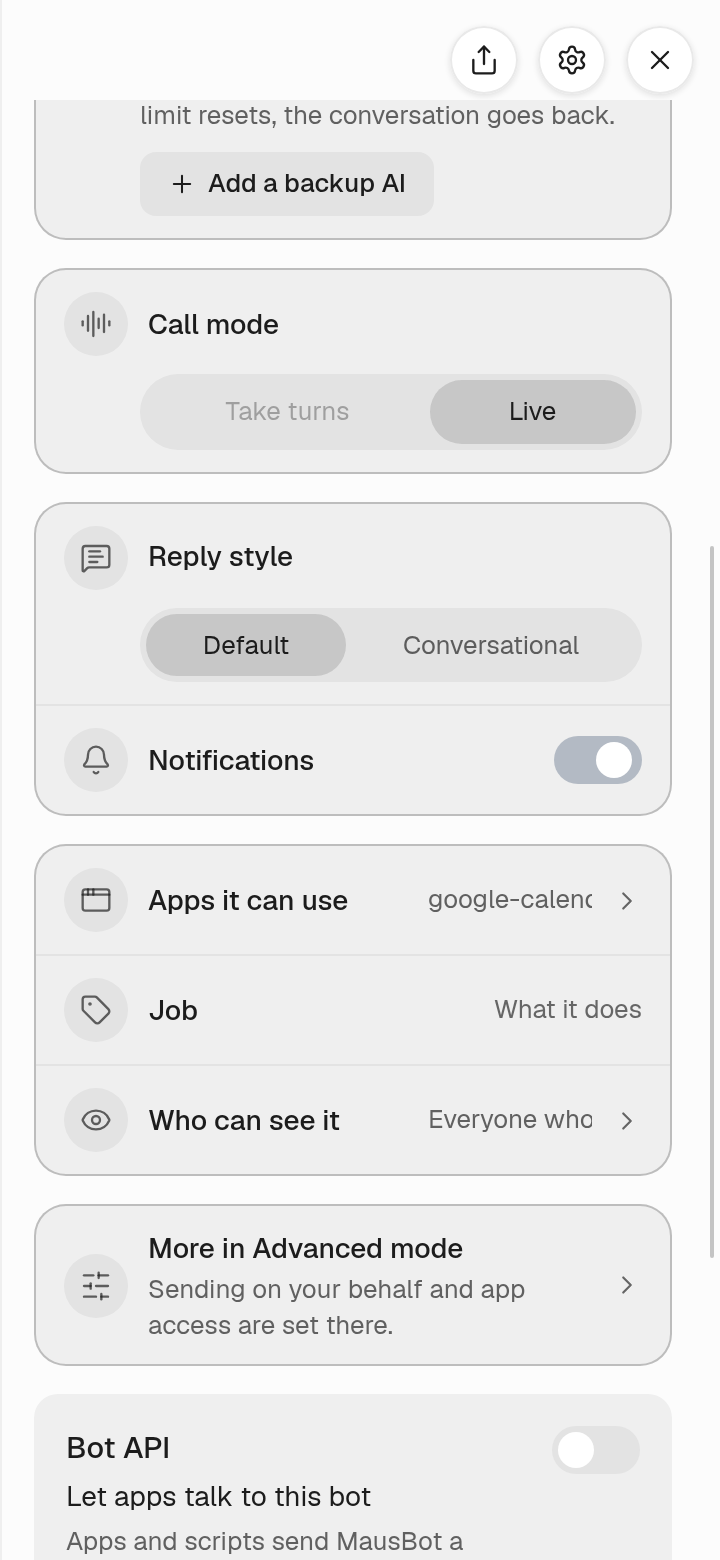 limit resets, the conversation goes back.
Add a backup AI
Call mode
Take turns
Live
Reply style
Default
Conversational
Notifications
Apps it can use
google-calenc
Job
What it does
Who can see it
Everyone who
More in Advanced mode
Sending on your behalf and app
access are set there.
Bot API
Let apps talk to this bot
Apps and scripts send MausBot a